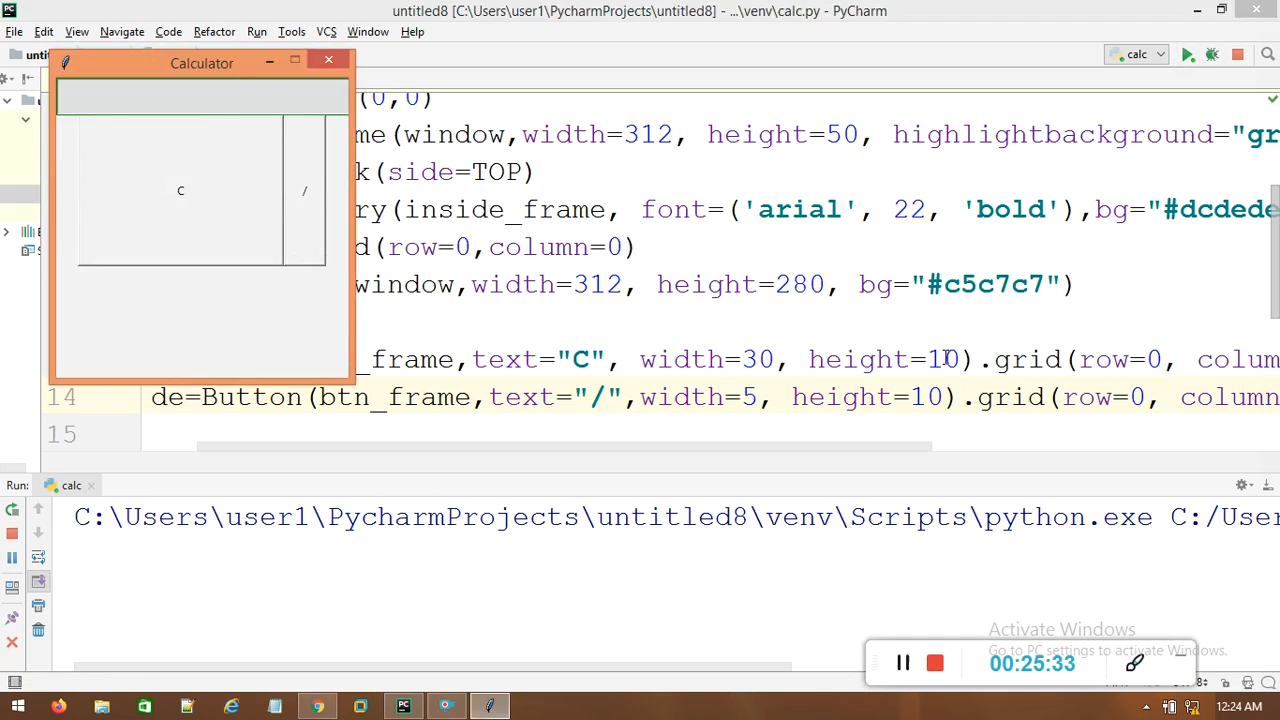 untitled8 [C:\Users\user1\PycharmProjects\untitled8] - ...\venv\calc.py - PyCharm
File Edit View Navigate Code Refactor Run Tools VCS Window Help
calc
Calculator
C
/
(0,0)
me(window,width=312, height=50, highlightbackground="gr
k(side=TOP)
ry(inside_frame, font=('arial', 22, 'bold'),bg="#dcdede
d(row=0,column=0)
window,width=312, height=280, bg="#c5c7c7")
_frame,text="C", width=30, height=10).grid(row=0, colum
14 de=Button(btn_frame,text="/",width=5, height=10).grid(row=0, column
15
Run: calc
C:\Users\user1\PycharmProjects\untitled8\venv\Scripts\python.exe C:/User
Activate Windows
Go to PC settings to activate Windows.
00:25:33
12:24 AM